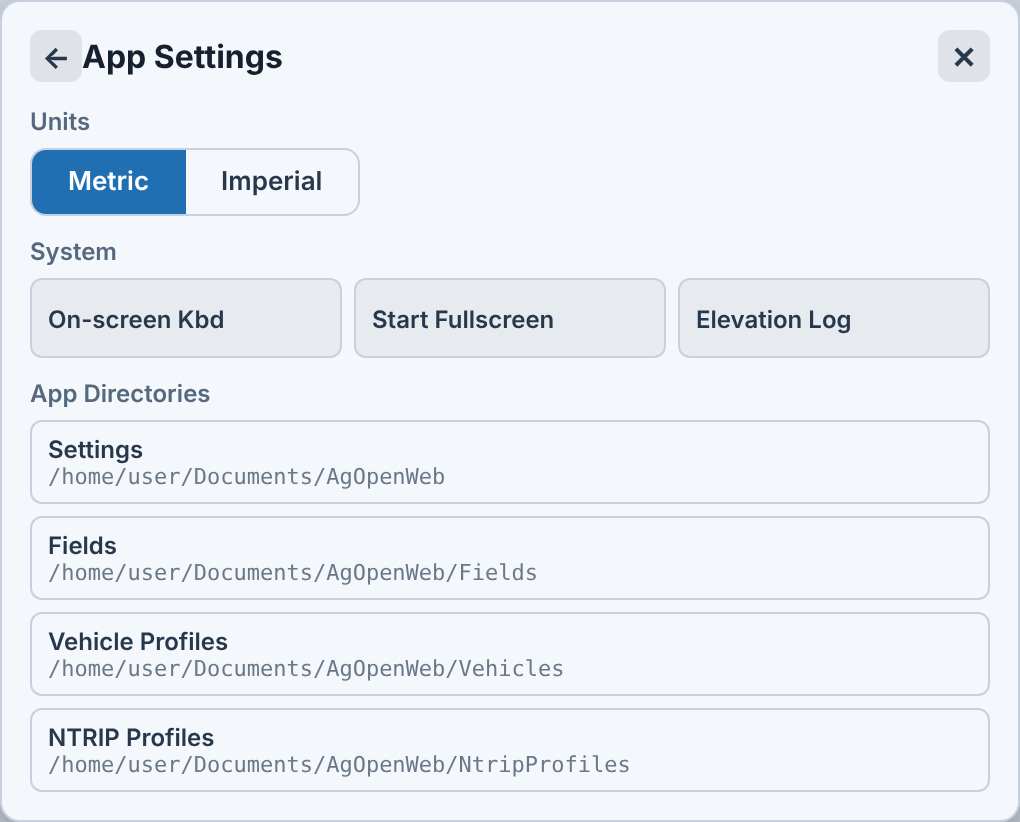 App Settings
Units
Metric
Imperial
System
On-screen Kbd
Start Fullscreen
Elevation Log
App Directories
Settings
/home/user/Documents/AgOpenWeb
Fields
/home/user/Documents/AgOpenWeb/Fields
Vehicle Profiles
/home/user/Documents/AgOpenWeb/Vehicles
NTRIP Profiles
/home/user/Documents/AgOpenWeb/NtripProfiles